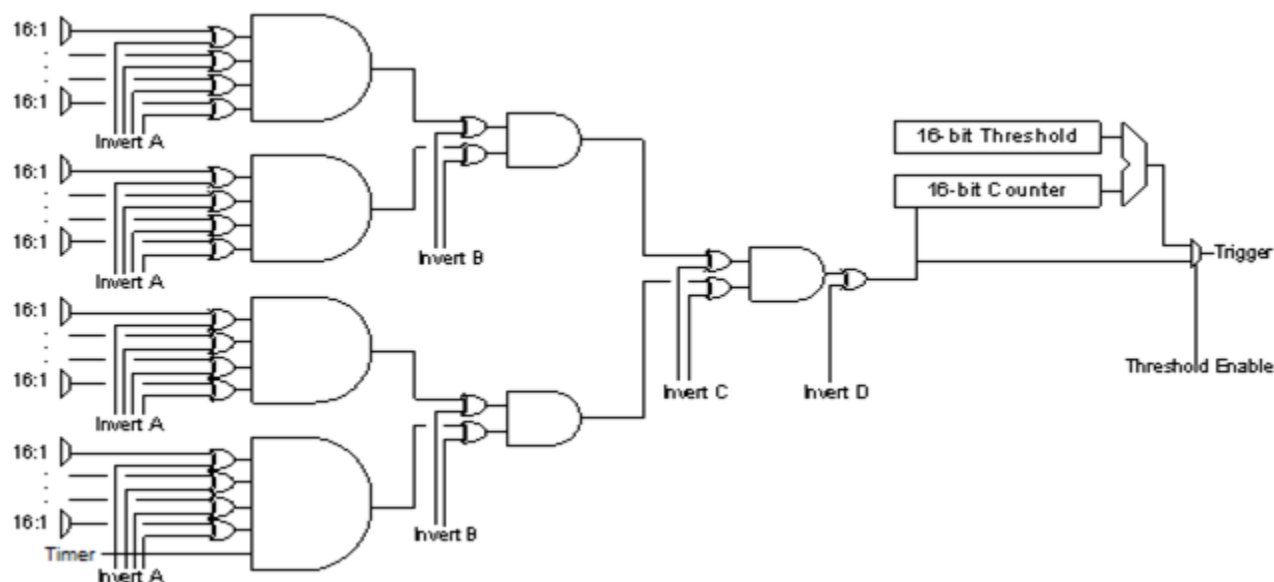 16:1
16:1
Invert A
16:1
16:1
Invert A
Invert B
16-bit Threshold
16-bit Counter
Trigger
Threshold Enable
Invert C
Invert D
16:1
16:1
Invert A
16:1
16:1
Timer
Invert A
Invert B